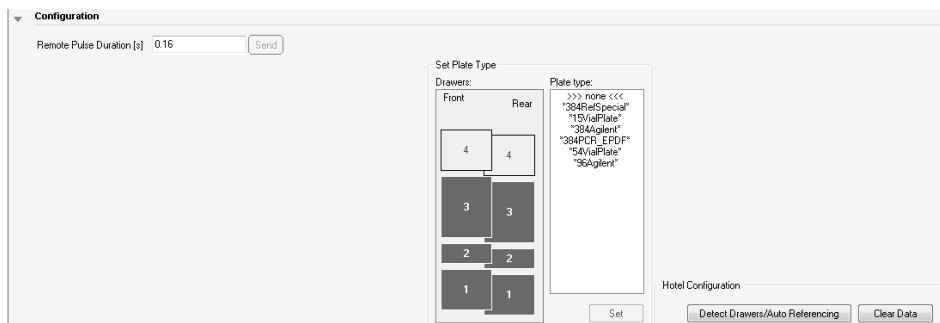 Configuration
Remote Pulse Duration [s] 0.16 Send
Set Plate Type
Drawers:
Front Rear
4 4
3 3
2 2
1 1
Plate type:
>>> none <<<
"384RefSpecial"
"15VialPlate"
"384Agilent"
"384PCR_EPDF"
"54VialPlate"
"96Agilent"
Set
Hotel Configuration
Detect Drawers/Auto Referencing Clear Data